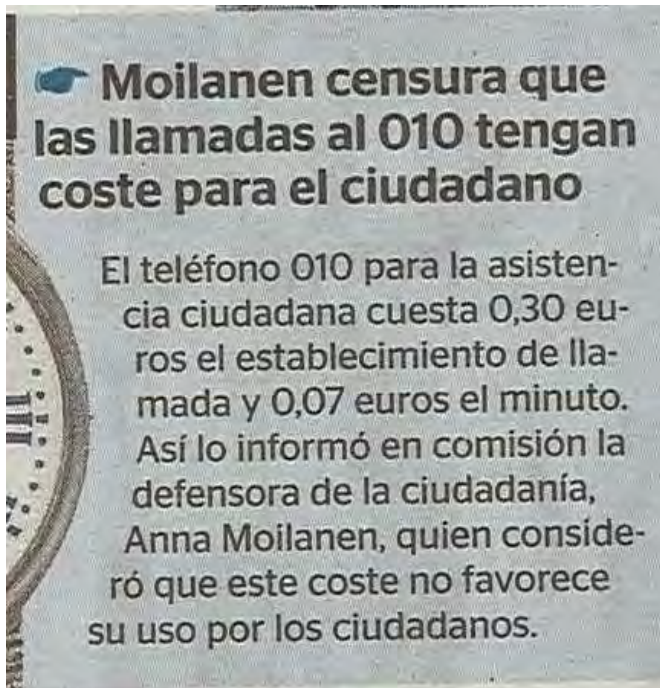 Moilanen censura que
las llamadas al 010 tengan
coste para el ciudadano
El teléfono 010 para la asisten-
cia ciudadana cuesta 0,30 eu-
ros el establecimiento de lla-
mada y 0,07 euros el minuto.
Así lo informó en comisión la
defensora de la ciudadanía,
Anna Moilanen, quien conside-
ró que este coste no favorece
su uso por los ciudadanos.